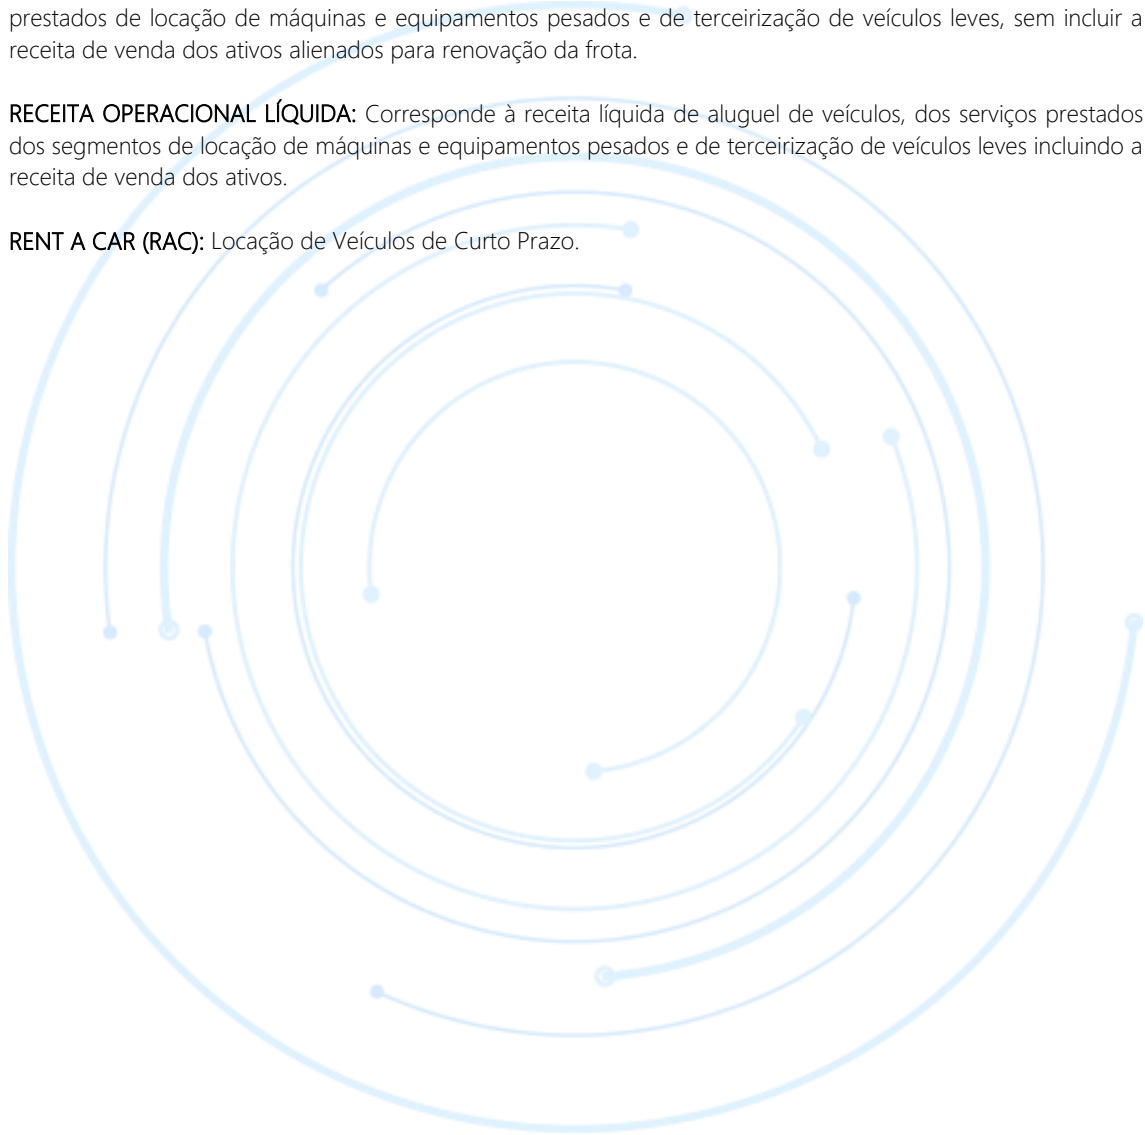 prestados de locação de máquinas e equipamentos pesados e de terceirização de veículos leves, sem incluir a
receita de venda dos ativos alienados para renovação da frota.
RECEITA OPERACIONAL LÍQUIDA: Corresponde à receita líquida de aluguel de veículos, dos serviços prestados
dos segmentos de locação de máquinas e equipamentos pesados e de terceirização de veículos leves incluindo a
receita de venda dos ativos.
RENT A CAR (RAC): Locação de Veículos de Curto Prazo.